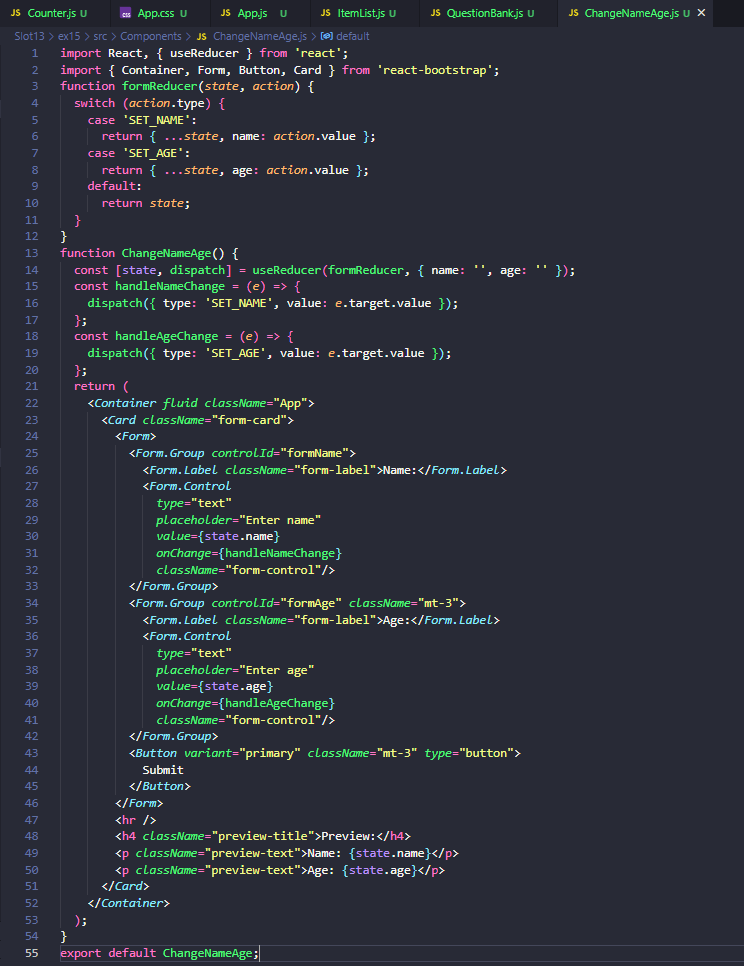 JS Counter.js U css App.css U JS App.js U JS ItemList.js U JS QuestionBank.js U JS ChangeNameAge.js U ×
Slot13 > ex15 > src > Components > JS ChangeNameAge.js > default
1 import React, { useReducer } from 'react';
2 import { Container, Form, Button, Card } from 'react-bootstrap';
3 function formReducer(state, action) {
4   switch (action.type) {
5     case 'SET_NAME':
6       return { ...state, name: action.value };
7     case 'SET_AGE':
8       return { ...state, age: action.value };
9     default:
10       return state;
11   }
12 }
13 function ChangeNameAge() {
14   const [state, dispatch] = useReducer(formReducer, { name: '', age: '' });
15   const handleNameChange = (e) => {
16     dispatch({ type: 'SET_NAME', value: e.target.value });
17   };
18   const handleAgeChange = (e) => {
19     dispatch({ type: 'SET_AGE', value: e.target.value });
20   };
21   return (
22     <Container fluid className="App">
23       <Card className="form-card">
24         <Form>
25           <Form.Group controlId="formName">
26             <Form.Label className="form-label">Name:</Form.Label>
27             <Form.Control
28               type="text"
29               placeholder="Enter name"
30               value={state.name}
31               onChange={handleNameChange}
32               className="form-control"/>
33           </Form.Group>
34           <Form.Group controlId="formAge" className="mt-3">
35             <Form.Label className="form-label">Age:</Form.Label>
36             <Form.Control
37               type="text"
38               placeholder="Enter age"
39               value={state.age}
40               onChange={handleAgeChange}
41               className="form-control"/>
42           </Form.Group>
43           <Button variant="primary" className="mt-3" type="button">
44             Submit
45           </Button>
46         </Form>
47         <hr />
48         <h4 className="preview-title">Preview:</h4>
49         <p className="preview-text">Name: {state.name}</p>
50         <p className="preview-text">Age: {state.age}</p>
51       </Card>
52     </Container>
53   );
54 }
55 export default ChangeNameAge;